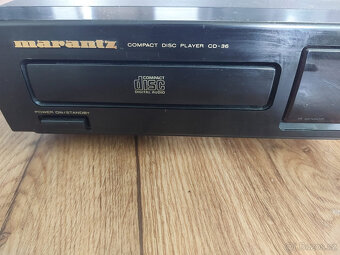 marantz COMPACT DISC PLAYER CD-36
COMPACT
disc
DIGITAL AUDIO
POWER ON/STANDBY